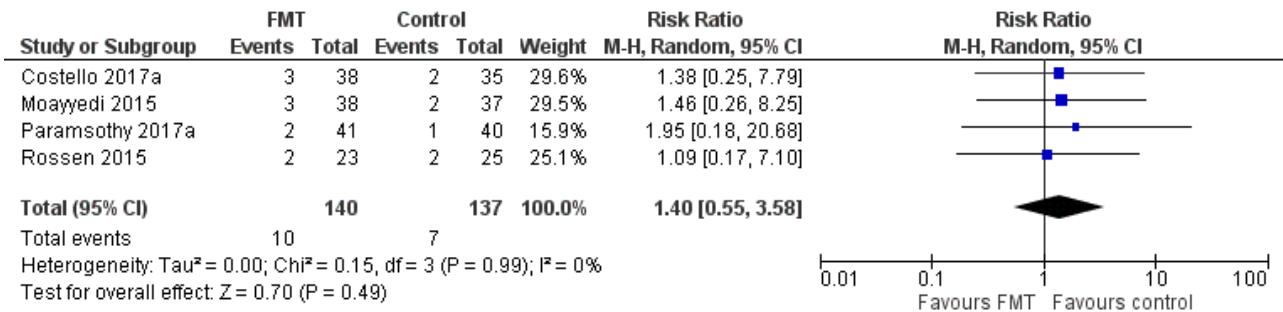 FMT Control Risk Ratio Risk Ratio
Study or Subgroup Events Total Events Total Weight M-H, Random, 95% CI M-H, Random, 95% CI
Costello 2017a 3 38 2 35 29.6% 1.38 [0.25, 7.79]
Moayyedi 2015 3 38 2 37 29.5% 1.46 [0.26, 8.25]
Paramsothy 2017a 2 41 1 40 15.9% 1.95 [0.18, 20.68]
Rossen 2015 2 23 2 25 25.1% 1.09 [0.17, 7.10]
Total (95% CI) 140 137 100.0% 1.40 [0.55, 3.58]
Total events 10 7
Heterogeneity: Tau² = 0.00; Chi² = 0.15, df = 3 (P = 0.99); I² = 0%
Test for overall effect: Z = 0.70 (P = 0.49)
0.01 0.1 1 10 100
Favours FMT Favours control